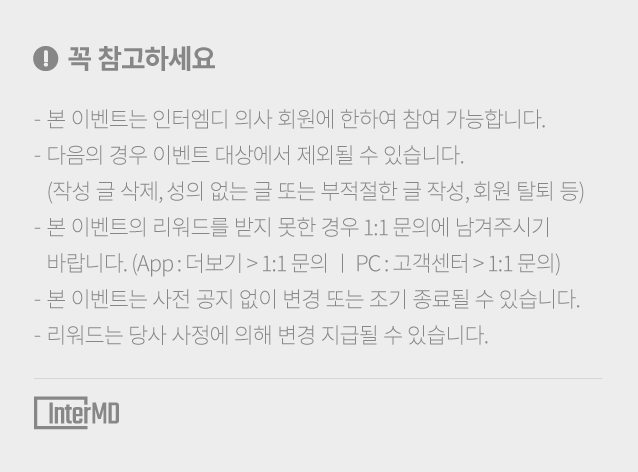 꼭 참고하세요
- 본 이벤트는 인터엠디 의사 회원에 한하여 참여 가능합니다.
- 다음의 경우 이벤트 대상에서 제외될 수 있습니다.
(작성 글 삭제, 성의 없는 글 또는 부적절한 글 작성, 회원 탈퇴 등)
- 본 이벤트의 리워드를 받지 못한 경우 1:1 문의에 남겨주시기
바랍니다. (App : 더보기 > 1:1 문의 ㅣ PC : 고객센터 > 1:1 문의)
- 본 이벤트는 사전 공지 없이 변경 또는 조기 종료될 수 있습니다.
- 리워드는 당사 사정에 의해 변경 지급될 수 있습니다.
InterMD